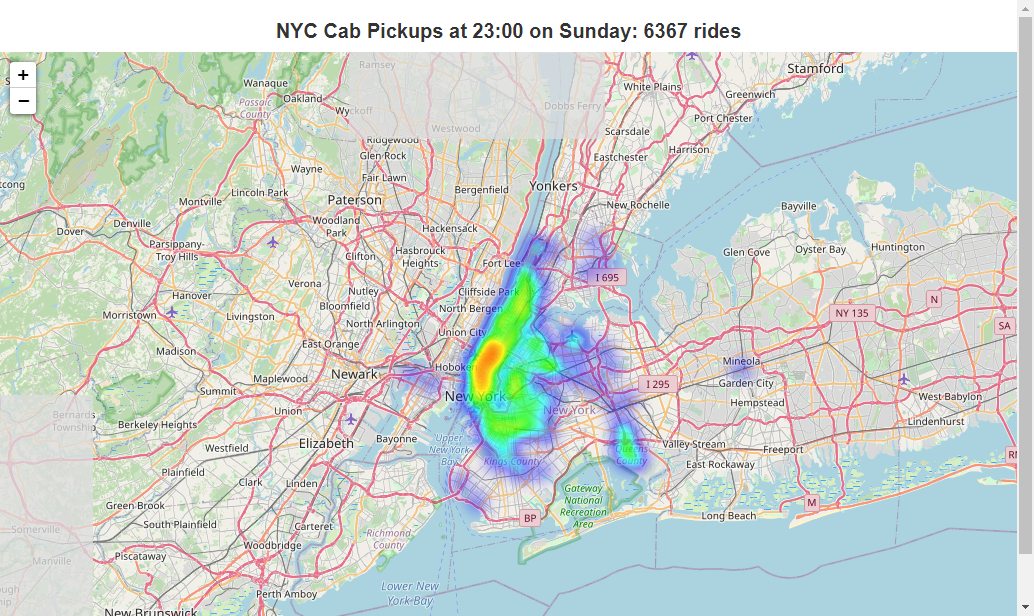 NYC Cab Pickups at 23:00 on Sunday: 6367 rides
+
−
Ramsey
Stamford
Wanaque
White Plains
Greenwich
Oakland
Passaic
County
Wyckoff
Dobbs Ferry
Port Chester
Westwood
Scarsdale
Ridgewood
Harrison
Glen Rock
Eastchester
Wayne
Fair Lawn
Bergenfield
Yonkers
Lincoln Park
Paterson
Montville
New Rochelle
Bayville
Woodland
Park
Denville
Hackensack
Dover
Parsippany-
Troy Hills
Hasbrouck
Heights
Clifton
Glen Cove
Oyster Bay
Huntington
Fort Lee
I 695
Verona
Nutley
Cliffside Park
Hanover
Bloomfield
North Bergen
N
Morristown
Livingston
North Arlington
NY 135
SA
Union City
East Orange
Madison
Hoboken
Mineola
Newark
Maplewood
I 295
Garden City
Summit
New York
West Babylon
Hempstead
Union
New York
Bernards
Township
Berkeley Heights
Lindenhurst
Bayonne
Elizabeth
Upper
New York
Bay
Valley Stream
Freeport
Westfield
Queens
County
Kings County
East Rockaway
Plainfield
Clark
Linden
Gateway
National
Recreation
Area
Green Brook
M
Long Beach
BP
South Plainfield
Carteret
Somerville
Richmond
County
Woodbridge
Piscataway
Manville
Perth Amboy
Lower New
York Bay
New Brunswick